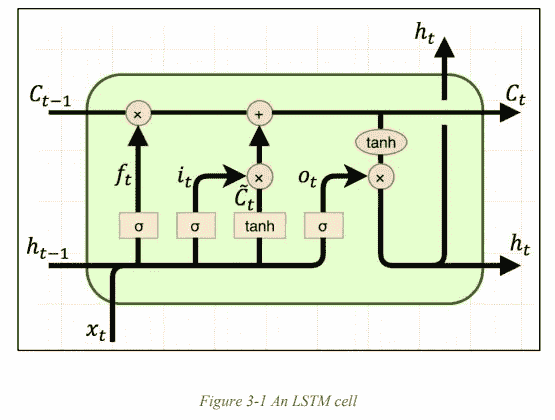 h_t
C_{t-1} × + C_t
tanh
f_t i_t × o_t ×
C̃_t
σ σ tanh σ
h_{t-1} h_t
x_t
Figure 3-1 An LSTM cell